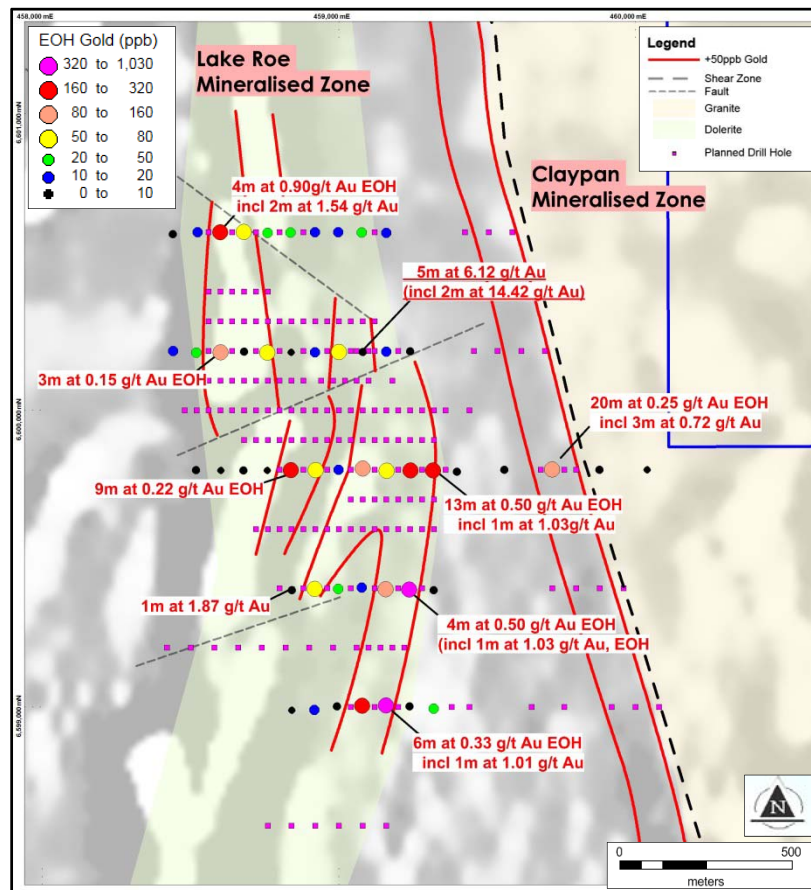 458,000 mE
459,000 mE
460,000 mE
EOH Gold (ppb)
320 to 1,030
160 to 320
80 to 160
50 to 80
20 to 50
10 to 20
0 to 10
Lake Roe
Mineralised Zone
Legend
+50ppb Gold
Shear Zone
Fault
Granite
Dolerite
Planned Drill Hole
6,601,000 mN
Claypan
Mineralised Zone
4m at 0.90g/t Au EOH
incl 2m at 1.54 g/t Au
5m at 6.12 g/t Au
(incl 2m at 14.42 g/t Au)
3m at 0.15 g/t Au EOH
6,600,000 mN
20m at 0.25 g/t Au EOH
incl 3m at 0.72 g/t Au
9m at 0.22 g/t Au EOH
13m at 0.50 g/t Au EOH
incl 1m at 1.03g/t Au
1m at 1.87 g/t Au
4m at 0.50 g/t Au EOH
(incl 1m at 1.03 g/t Au, EOH
6,599,000 mN
6m at 0.33 g/t Au EOH
incl 1m at 1.01 g/t Au
N
0 500
meters